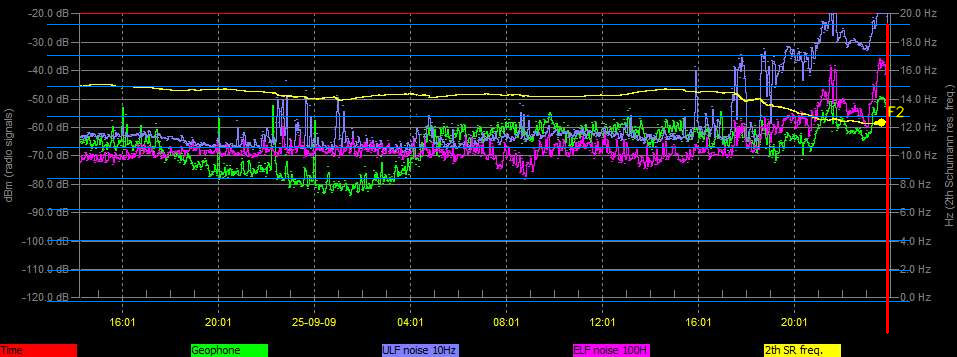 -20.0 dB 20.0 Hz
-30.0 dB 18.0 Hz
-40.0 dB 16.0 Hz
-50.0 dB 14.0 Hz
F2
-60.0 dB 12.0 Hz
-70.0 dB 10.0 Hz
-80.0 dB 8.0 Hz
-90.0 dB 6.0 Hz
-100.0 dB 4.0 Hz
-110.0 dB 2.0 Hz
-120.0 dB 0.0 Hz
dBm (radio signals)
Hz (2th Schumann res. freq.)
16:01 20:01 25-09-09 04:01 08:01 12:01 16:01 20:01
Time Geophone ULF noise 10Hz ELF noise 100H 2th SR freq.